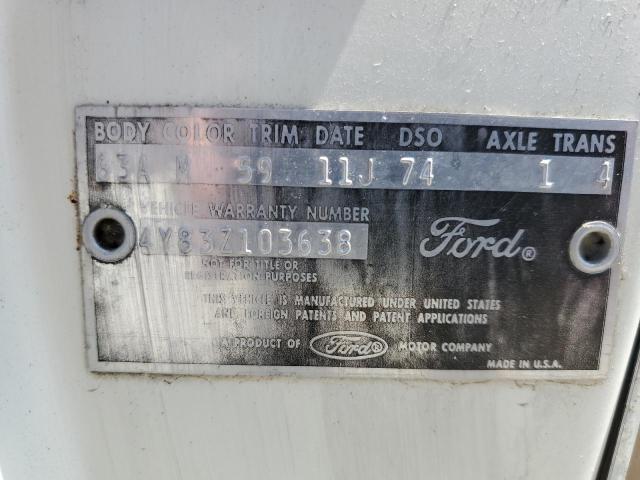 BODY COLOR TRIM DATE DSO AXLE TRANS
63A M 59 11J 74 1 4
VEHICLE WARRANTY NUMBER
4Y83Z103638
Ford®
NOT FOR TITLE OR
REGISTRATION PURPOSES
THIS VEHICLE IS MANUFACTURED UNDER UNITED STATES
AND FOREIGN PATENTS AND PATENT APPLICATIONS
A PRODUCT OF Ford® MOTOR COMPANY
MADE IN U.S.A.